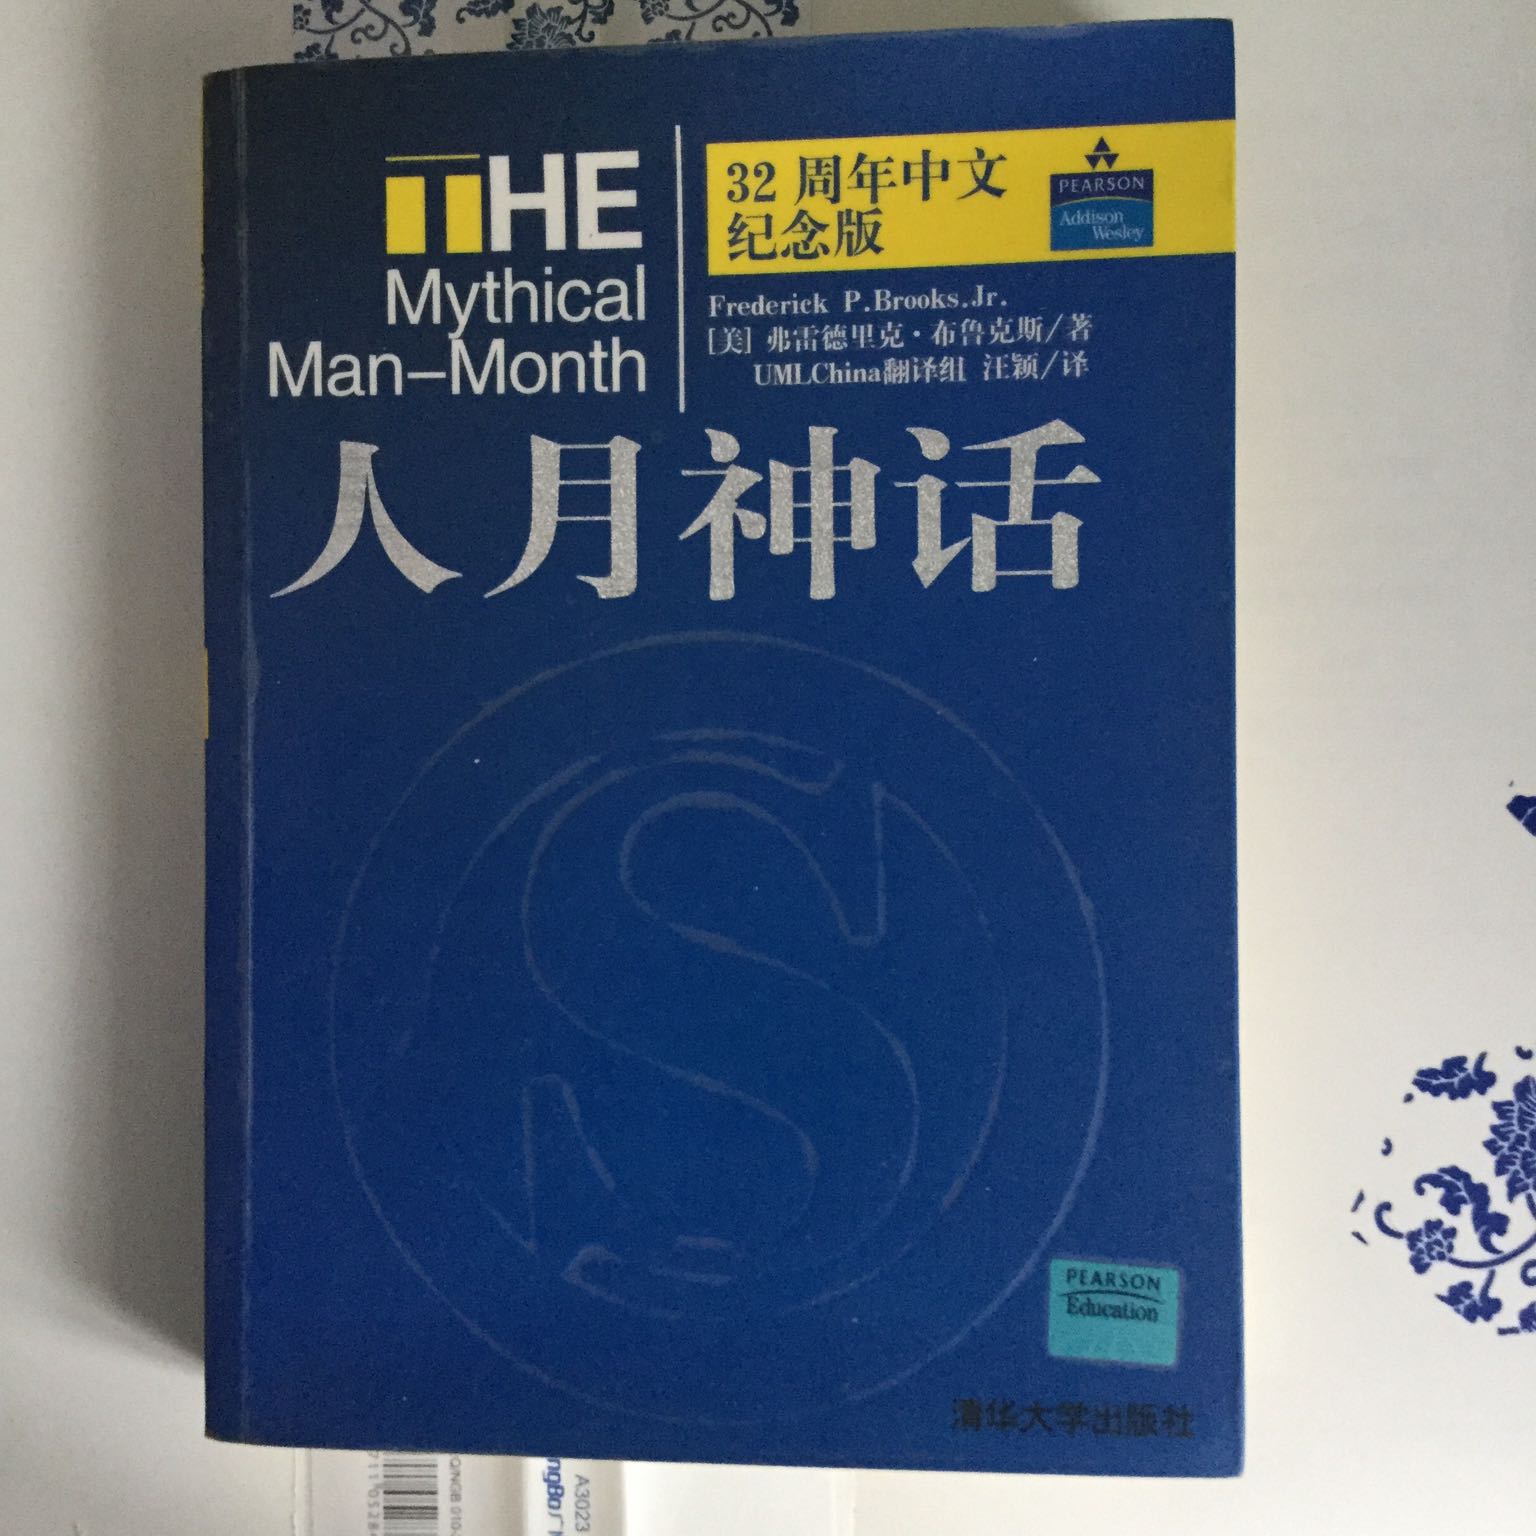 THE
Mythical
Man-Month
32 周年中文
纪念版
PEARSON
Addison
Wesley
Frederick P.Brooks.Jr.
[美] 弗雷德里克·布鲁克斯/著
UMLChina翻译组 汪颖/译
人月神话
S
PEARSON
Education
清华大学出版社
A3023